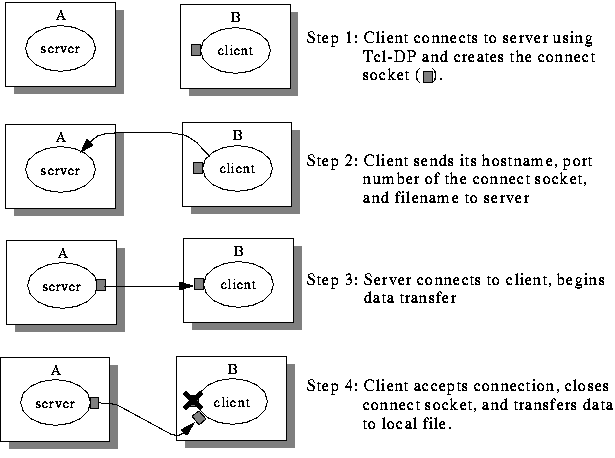 A
server
B
client
Step 1: Client connects to server using
Tcl-DP and creates the connect
socket ( ).
A
server
B
client
Step 2: Client sends its hostname, port
number of the connect socket,
and filename to server
A
server
B
client
Step 3: Server connects to client, begins
data transfer
A
server
B
client
Step 4: Client accepts connection, closes
connect socket, and transfers data
to local file.